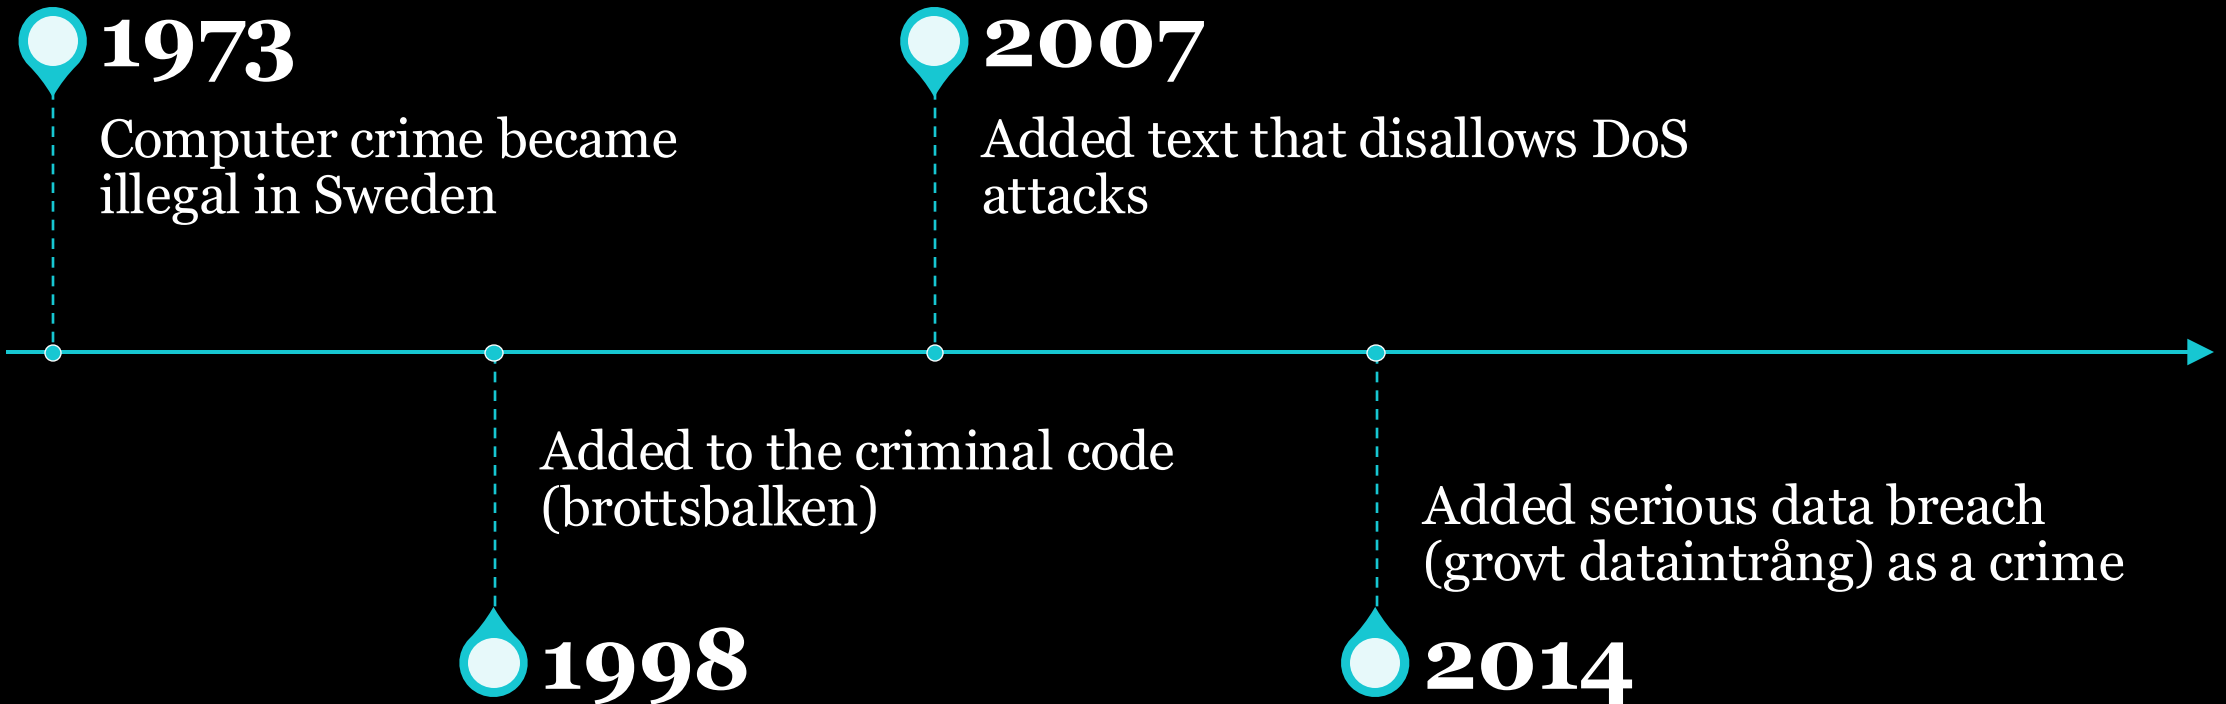 1973
Computer crime became
illegal in Sweden
Added to the criminal code
(brottsbalken)
1998
2007
Added text that disallows DoS
attacks
Added serious data breach
(grovt dataintrång) as a crime
2014